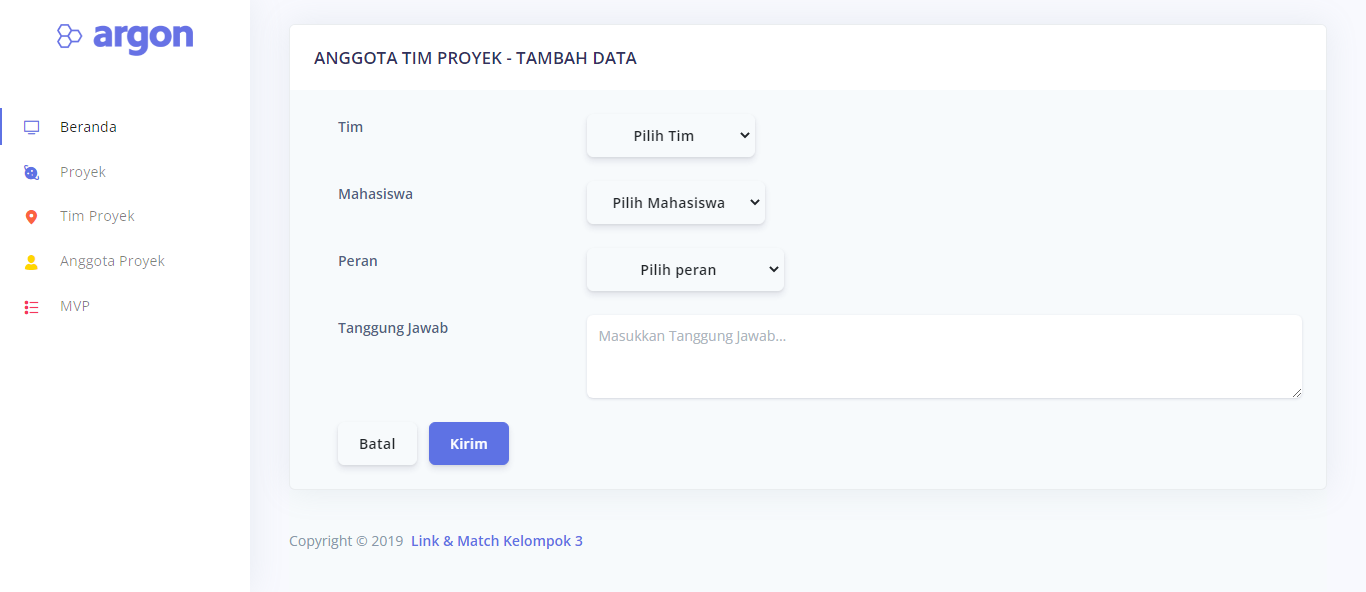 argon
Beranda
Proyek
Tim Proyek
Anggota Proyek
MVP
ANGGOTA TIM PROYEK - TAMBAH DATA
Tim
Pilih Tim
Mahasiswa
Pilih Mahasiswa
Peran
Pilih peran
Tanggung Jawab
Masukkan Tanggung Jawab...
Batal Kirim
Copyright © 2019 Link & Match Kelompok 3